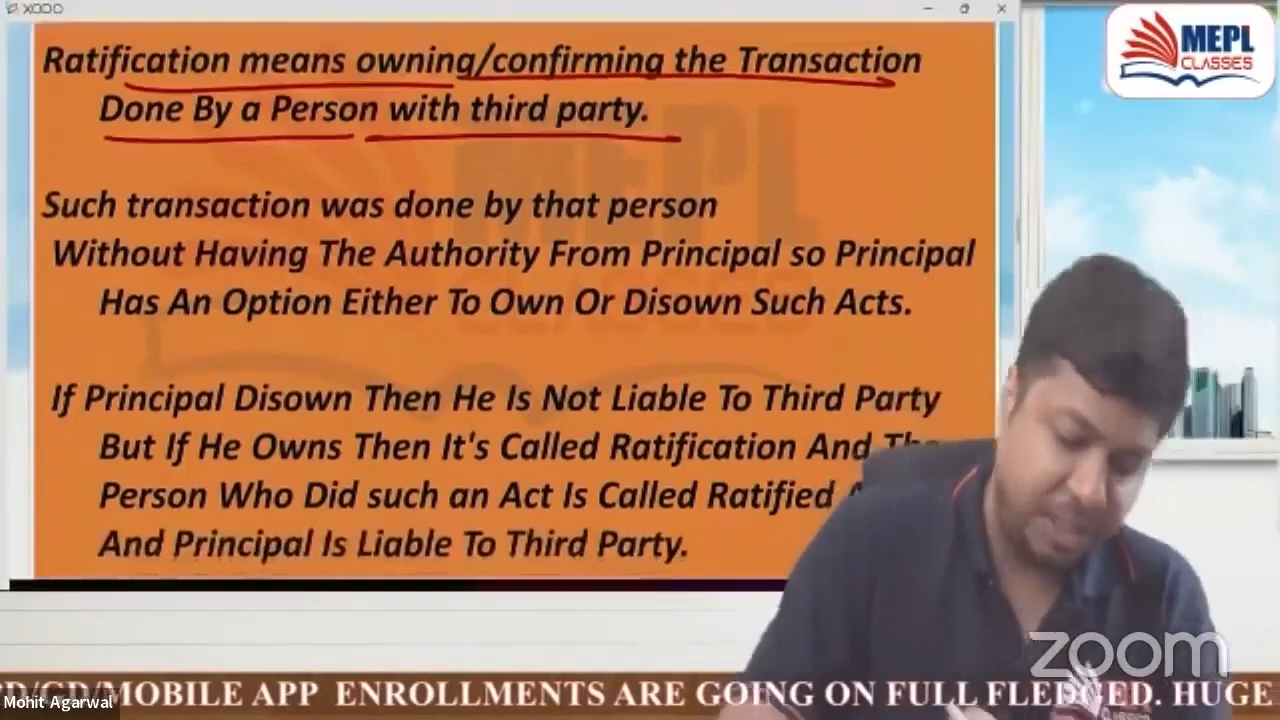 XODO
Ratification means owning/confirming the Transaction
Done By a Person with third party.
Such transaction was done by that person
Without Having The Authority From Principal so Principal
Has An Option Either To Own Or Disown Such Acts.
If Principal Disown Then He Is Not Liable To Third Party
But If He Owns Then It's Called Ratification And The
Person Who Did such an Act Is Called Ratified
And Principal Is Liable To Third Party.
MEPL
CLASSES
zoom
CD/MOBILE APP ENROLLMENTS ARE GOING ON FULL FLEDGED. HUGE
Mohit Agarwal